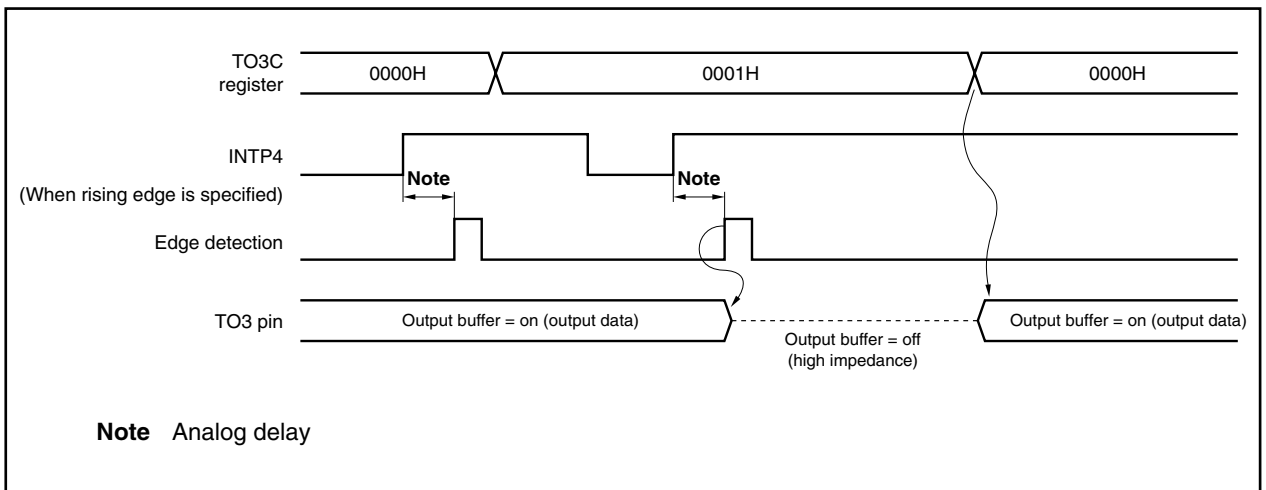 TO3C
register
0000H
0001H
0000H
INTP4
(When rising edge is specified)
Note
Note
Edge detection
TO3 pin
Output buffer = on (output data)
Output buffer = off
(high impedance)
Output buffer = on (output data)
Note Analog delay